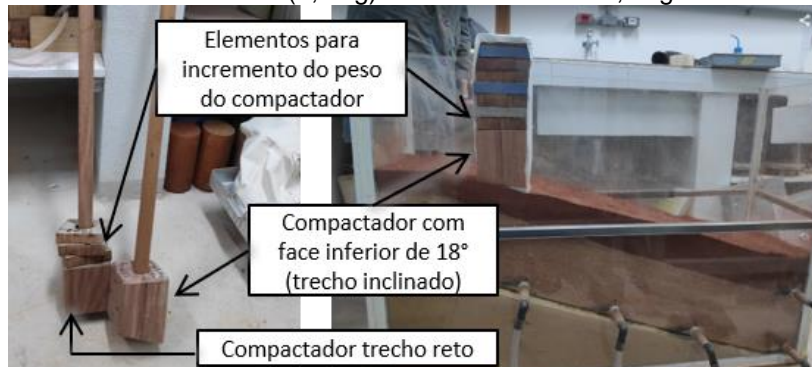 Elementos para
incremento do peso
do compactador
Compactador com
face inferior de 18°
(trecho inclinado)
Compactador trecho reto